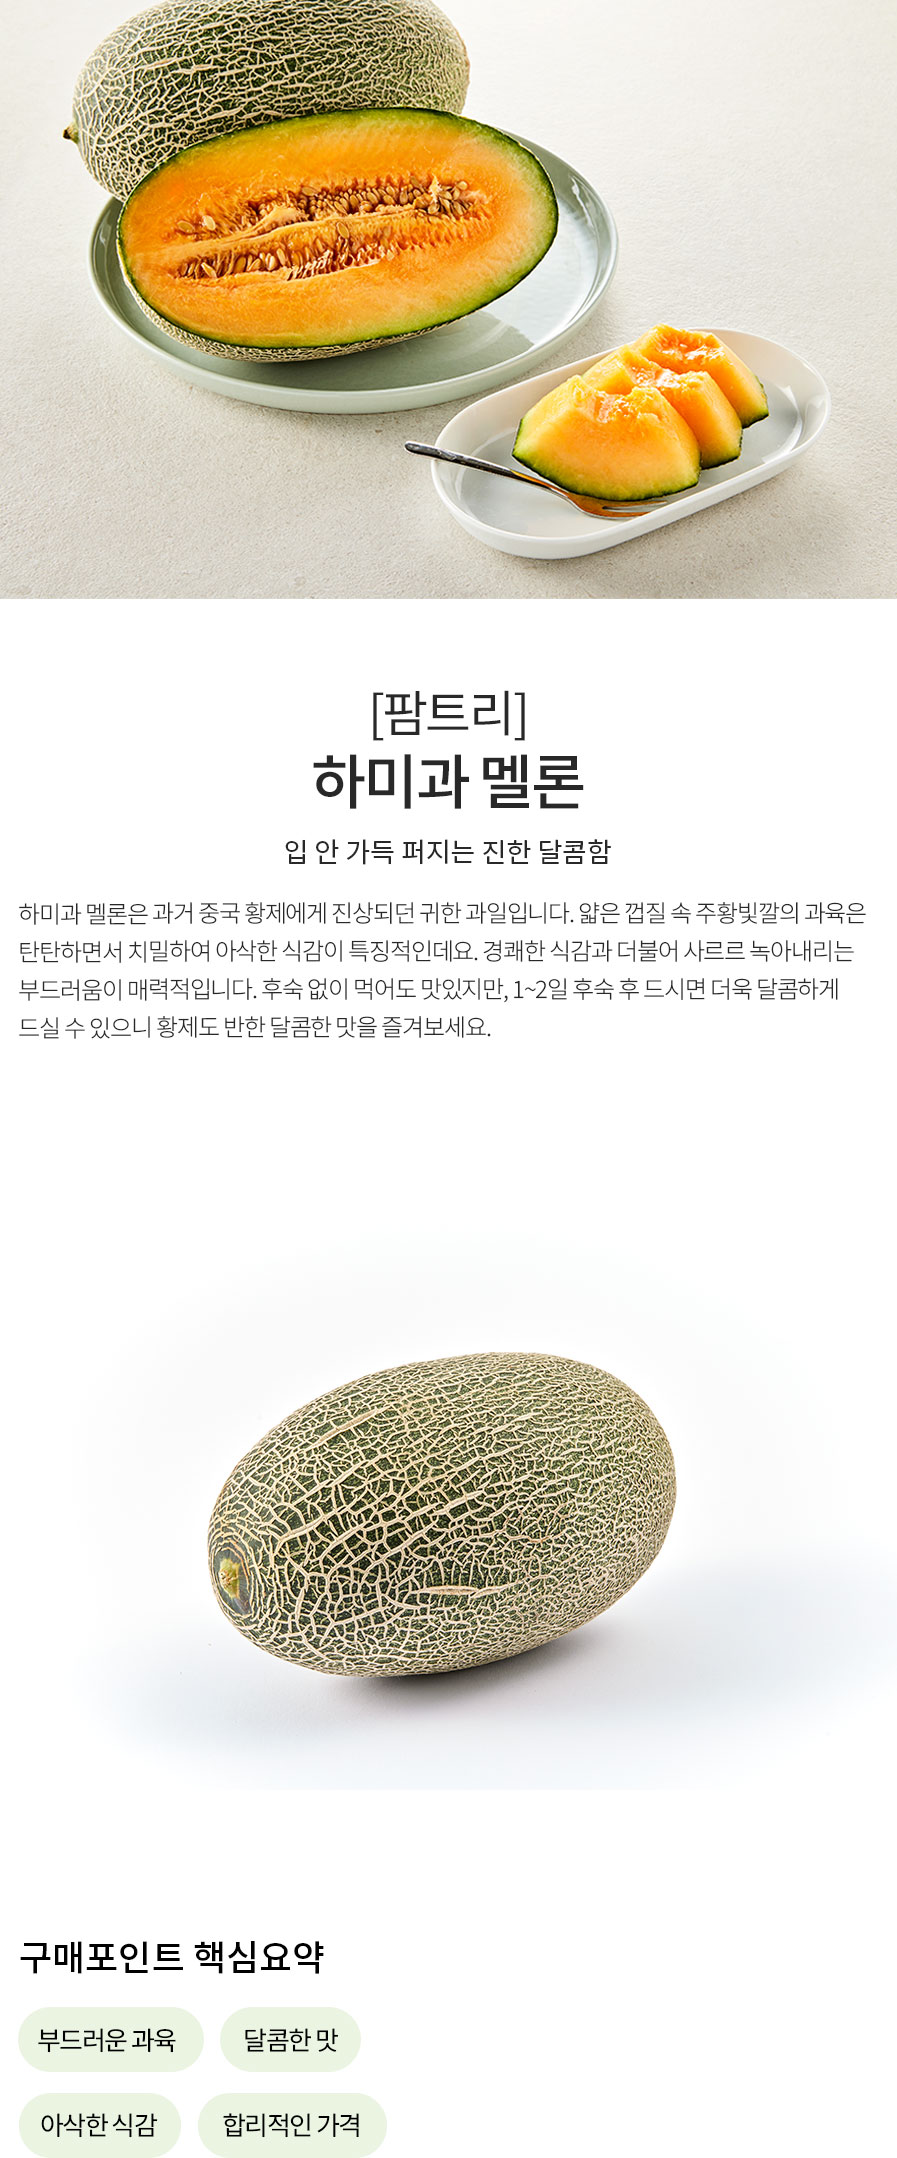 [팜트리]
하미과 멜론
입 안 가득 퍼지는 진한 달콤함
하미과 멜론은 과거 중국 황제에게 진상되던 귀한 과일입니다. 얇은 껍질 속 주황빛깔의 과육은
탄탄하면서 치밀하여 아삭한 식감이 특징적인데요. 경쾌한 식감과 더불어 사르르 녹아내리는
부드러움이 매력적입니다. 후숙 없이 먹어도 맛있지만, 1~2일 후숙 후 드시면 더욱 달콤하게
드실 수 있으니 황제도 반한 달콤한 맛을 즐겨보세요.
구매포인트 핵심요약
부드러운 과육
달콤한 맛
아삭한 식감
합리적인 가격